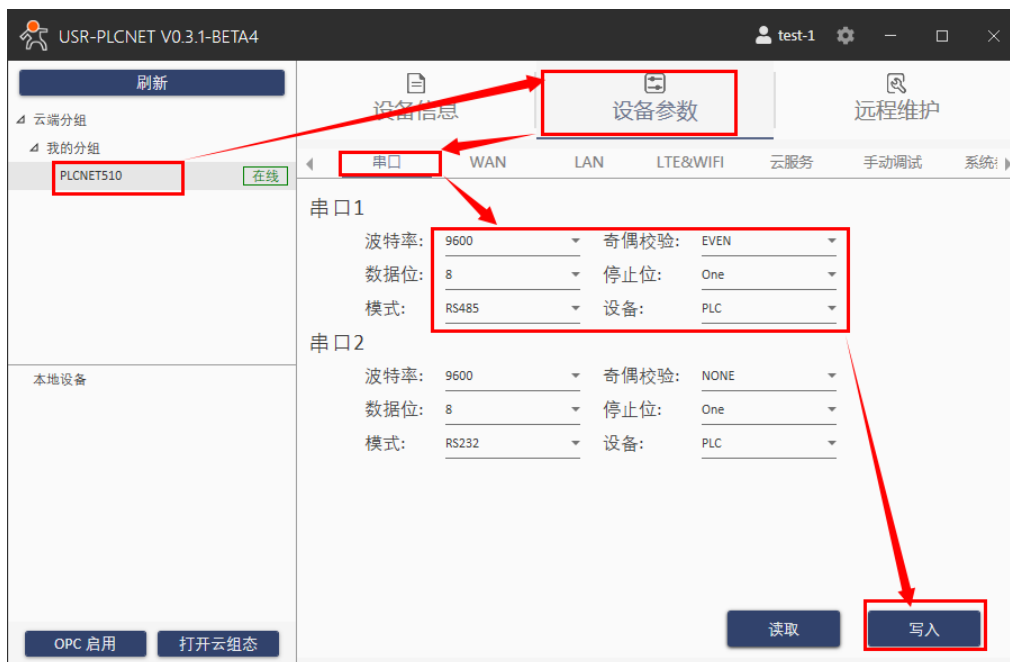 USR-PLCNET V0.3.1-BETA4
test-1
刷新
云端分组
我的分组
PLCNET510 在线
本地设备
OPC 启用 打开云组态
设备信息 设备参数 远程维护
串口 WAN LAN LTE&WIFI 云服务 手动调试 系统
串口1
波特率: 9600 奇偶校验: EVEN
数据位: 8 停止位: One
模式: RS485 设备: PLC
串口2
波特率: 9600 奇偶校验: NONE
数据位: 8 停止位: One
模式: RS232 设备: PLC
读取 写入